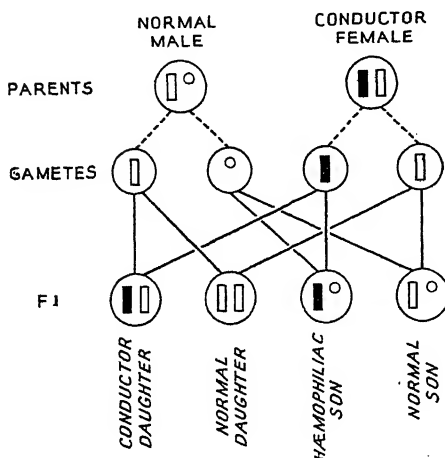 NORMAL
MALE
CONDUCTOR
FEMALE
PARENTS
GAMETES
F1
CONDUCTOR
DAUGHTER
NORMAL
DAUGHTER
HÆMOPHILIAC
SON
NORMAL
SON